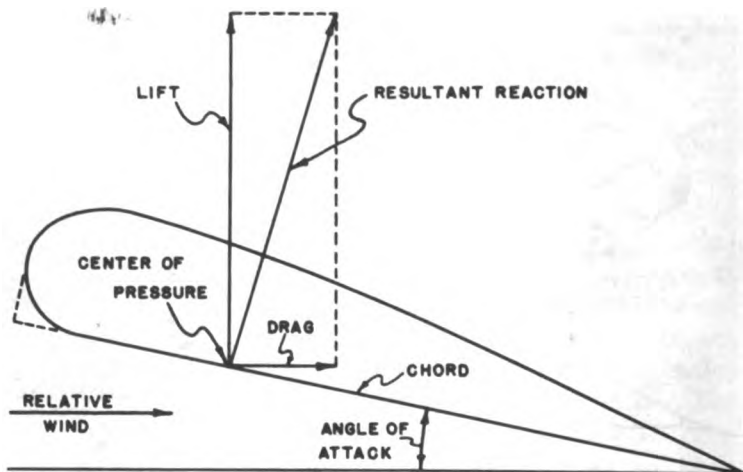 LIFT
RESULTANT REACTION
CENTER OF
PRESSURE
DRAG
CHORD
RELATIVE
WIND
ANGLE OF
ATTACK